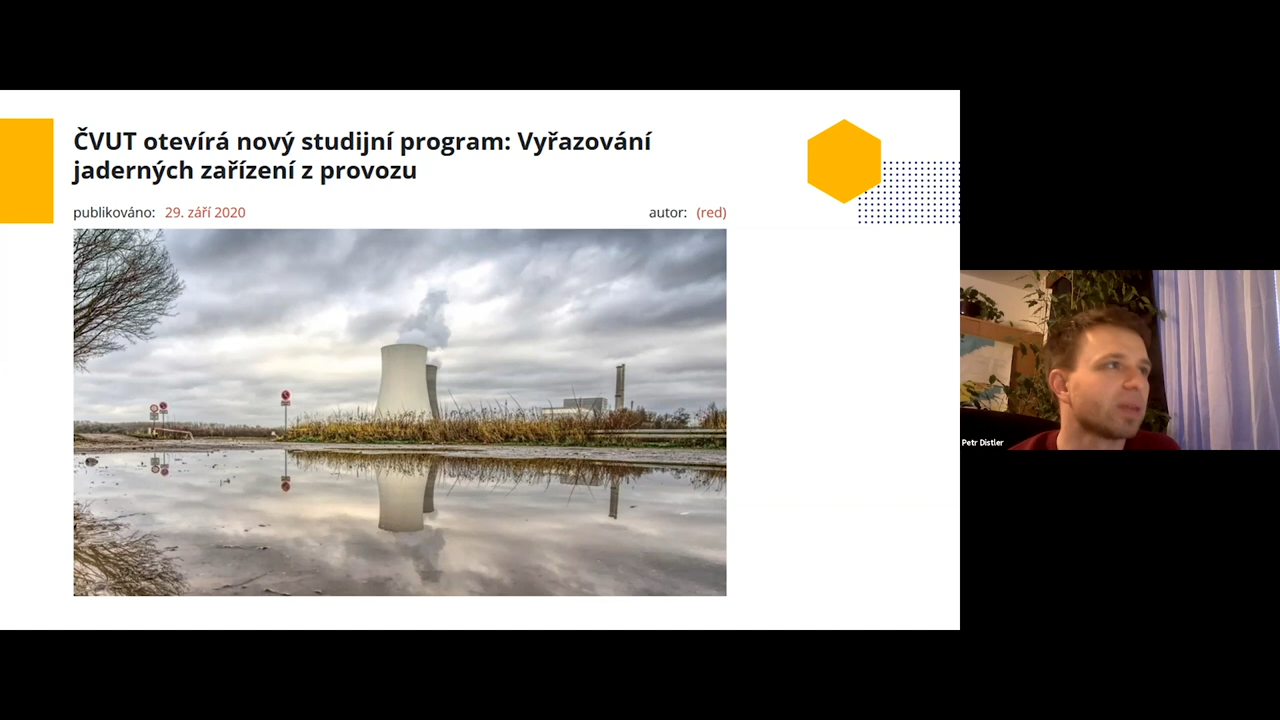 ČVUT otevírá nový studijní program: Vyřazování
jaderných zařízení z provozu
publikováno: 29. září 2020
autor: (red)
Petr Distler